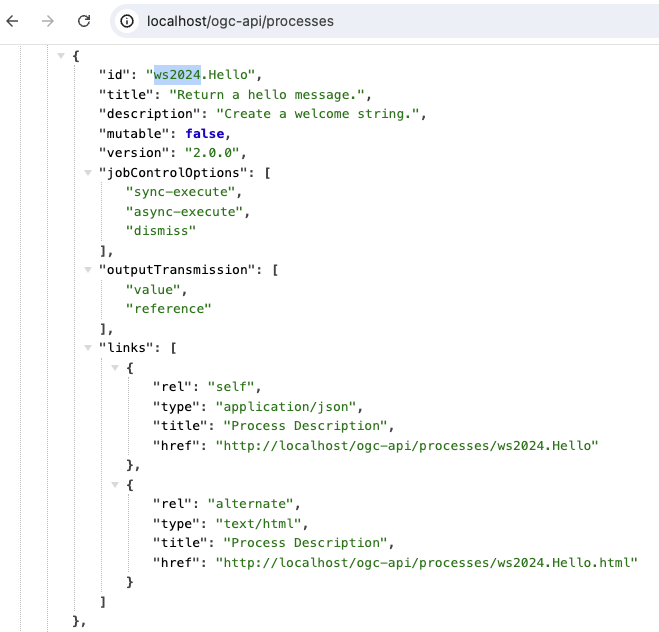 localhost/ogc-api/processes
{
"id": "ws2024.Hello",
"title": "Return a hello message.",
"description": "Create a welcome string.",
"mutable": false,
"version": "2.0.0",
"jobControlOptions": [
"sync-execute",
"async-execute",
"dismiss"
],
"outputTransmission": [
"value",
"reference"
],
"links": [
{
"rel": "self",
"type": "application/json",
"title": "Process Description",
"href": "http://localhost/ogc-api/processes/ws2024.Hello"
},
{
"rel": "alternate",
"type": "text/html",
"title": "Process Description",
"href": "http://localhost/ogc-api/processes/ws2024.Hello.html"
}
]
},